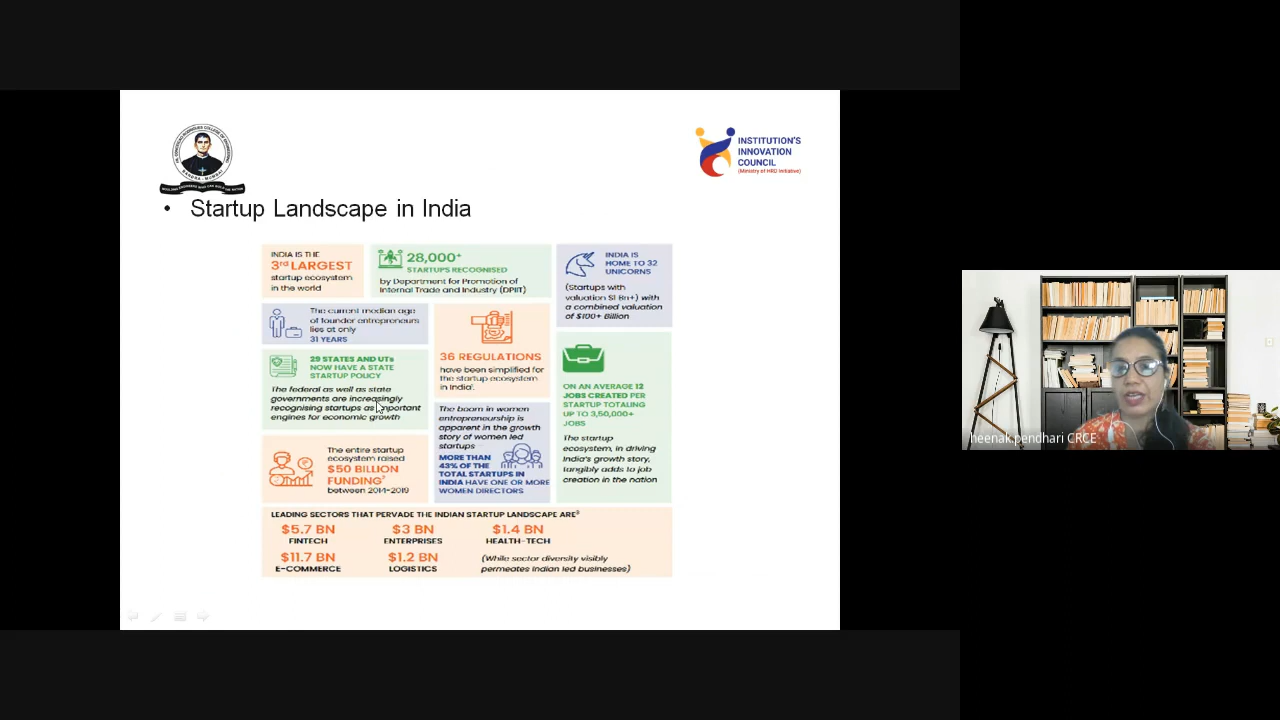 INSTITUTION'S
INNOVATION
COUNCIL
(Ministry of HRD Initiative)
• Startup Landscape in India
INDIA IS THE
3rd LARGEST
startup ecosystem
in the world
28,000+
STARTUPS RECOGNISED
by Department for Promotion of
Internal Trade and Industry (DPIIT)
INDIA IS
HOME TO 32
UNICORNS
(Startups with
valuation $1 Bn+) with
a combined valuation
of $100+ Billion
The current median age
of founder entrepreneurs
lies at only
31 YEARS
29 STATES AND UTs
NOW HAVE A STATE
STARTUP POLICY
The federal as well as state
governments are increasingly
recognising startups as important
engines for economic growth
36 REGULATIONS
have been simplified for
the startup ecosystem
in India
ON AN AVERAGE 12
JOBS CREATED PER
STARTUP TOTALING
UP TO 3,50,000+
JOBS
The startup
ecosystem, in driving
India's growth story,
tangibly adds to job
creation in the nation
The boom in women
entrepreneurship is
apparent in the growth
story of women led
startups
MORE THAN
43% OF THE
TOTAL STARTUPS IN
INDIA HAVE ONE OR MORE
WOMEN DIRECTORS
The entire startup
ecosystem raised
$50 BILLION
FUNDING
between 2014-2019
LEADING SECTORS THAT PERVADE THE INDIAN STARTUP LANDSCAPE ARE
$5.7 BN $3 BN $1.4 BN
FINTECH ENTERPRISES HEALTH-TECH
$11.7 BN $1.2 BN
E-COMMERCE LOGISTICS
(While sector diversity visibly
permeates Indian led businesses)
heenak.pendhari CRCE